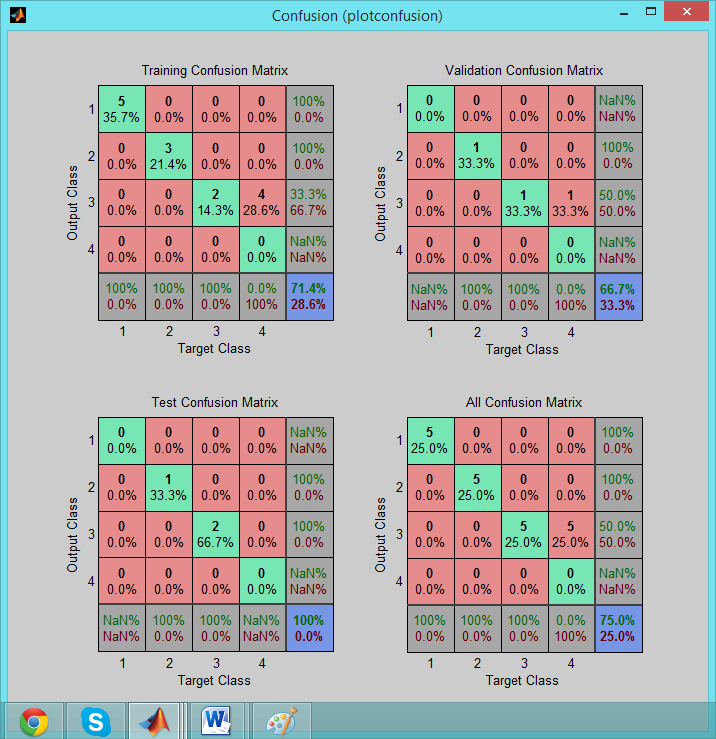 Confusion (plotconfusion)
Training Confusion Matrix
Output Class
1
5 0 0 0 100%
35.7% 0.0% 0.0% 0.0% 0.0%
2
0 3 0 0 100%
0.0% 21.4% 0.0% 0.0% 0.0%
3
0 0 2 4 33.3%
0.0% 0.0% 14.3% 28.6% 66.7%
4
0 0 0 0 NaN%
0.0% 0.0% 0.0% 0.0% NaN%
100% 100% 100% 0.0% 71.4%
0.0% 0.0% 0.0% 100% 28.6%
1 2 3 4
Target Class
Validation Confusion Matrix
Output Class
1
0 0 0 0 NaN%
0.0% 0.0% 0.0% 0.0% NaN%
2
0 1 0 0 100%
0.0% 33.3% 0.0% 0.0% 0.0%
3
0 0 1 1 50.0%
0.0% 0.0% 33.3% 33.3% 50.0%
4
0 0 0 0 NaN%
0.0% 0.0% 0.0% 0.0% NaN%
NaN% 100% 100% 0.0% 66.7%
NaN% 0.0% 0.0% 100% 33.3%
1 2 3 4
Target Class
Test Confusion Matrix
Output Class
1
0 0 0 0 NaN%
0.0% 0.0% 0.0% 0.0% NaN%
2
0 1 0 0 100%
0.0% 33.3% 0.0% 0.0% 0.0%
3
0 0 2 0 100%
0.0% 0.0% 66.7% 0.0% 0.0%
4
0 0 0 0 NaN%
0.0% 0.0% 0.0% 0.0% NaN%
NaN% 100% 100% NaN% 100%
NaN% 0.0% 0.0% NaN% 0.0%
1 2 3 4
Target Class
All Confusion Matrix
Output Class
1
5 0 0 0 100%
25.0% 0.0% 0.0% 0.0% 0.0%
2
0 5 0 0 100%
0.0% 25.0% 0.0% 0.0% 0.0%
3
0 0 5 5 50.0%
0.0% 0.0% 25.0% 25.0% 50.0%
4
0 0 0 0 NaN%
0.0% 0.0% 0.0% 0.0% NaN%
100% 100% 100% 0.0% 75.0%
0.0% 0.0% 0.0% 100% 25.0%
1 2 3 4
Target Class
S
W